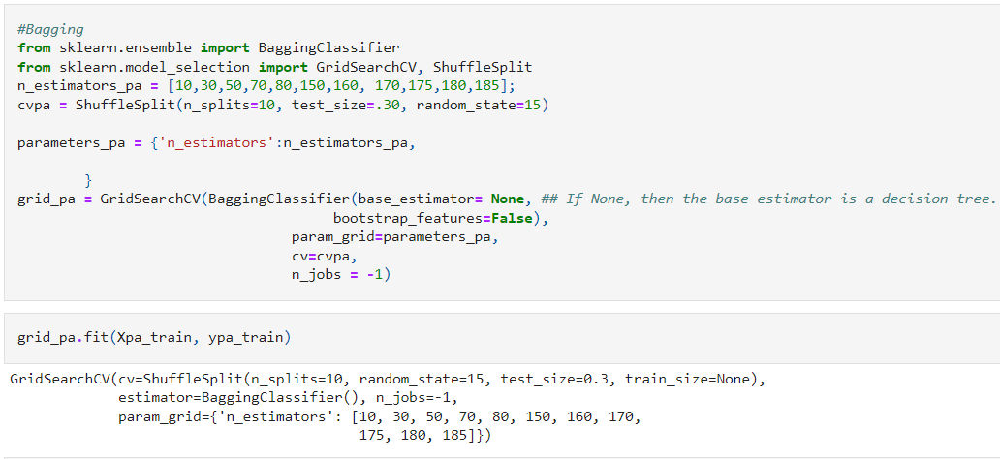 #Bagging
from sklearn.ensemble import BaggingClassifier
from sklearn.model_selection import GridSearchCV, ShuffleSplit
n_estimators_pa = [10,30,50,70,80,150,160, 170,175,180,185];
cvpa = ShuffleSplit(n_splits=10, test_size=.30, random_state=15)
parameters_pa = {'n_estimators':n_estimators_pa,
}
grid_pa = GridSearchCV(BaggingClassifier(base_estimator= None, ## If None, then the base estimator is a decision tree.
bootstrap_features=False),
param_grid=parameters_pa,
cv=cvpa,
n_jobs = -1)
grid_pa.fit(Xpa_train, ypa_train)
GridSearchCV(cv=ShuffleSplit(n_splits=10, random_state=15, test_size=0.3, train_size=None),
estimator=BaggingClassifier(), n_jobs=-1,
param_grid={'n_estimators': [10, 30, 50, 70, 80, 150, 160, 170,
175, 180, 185]})